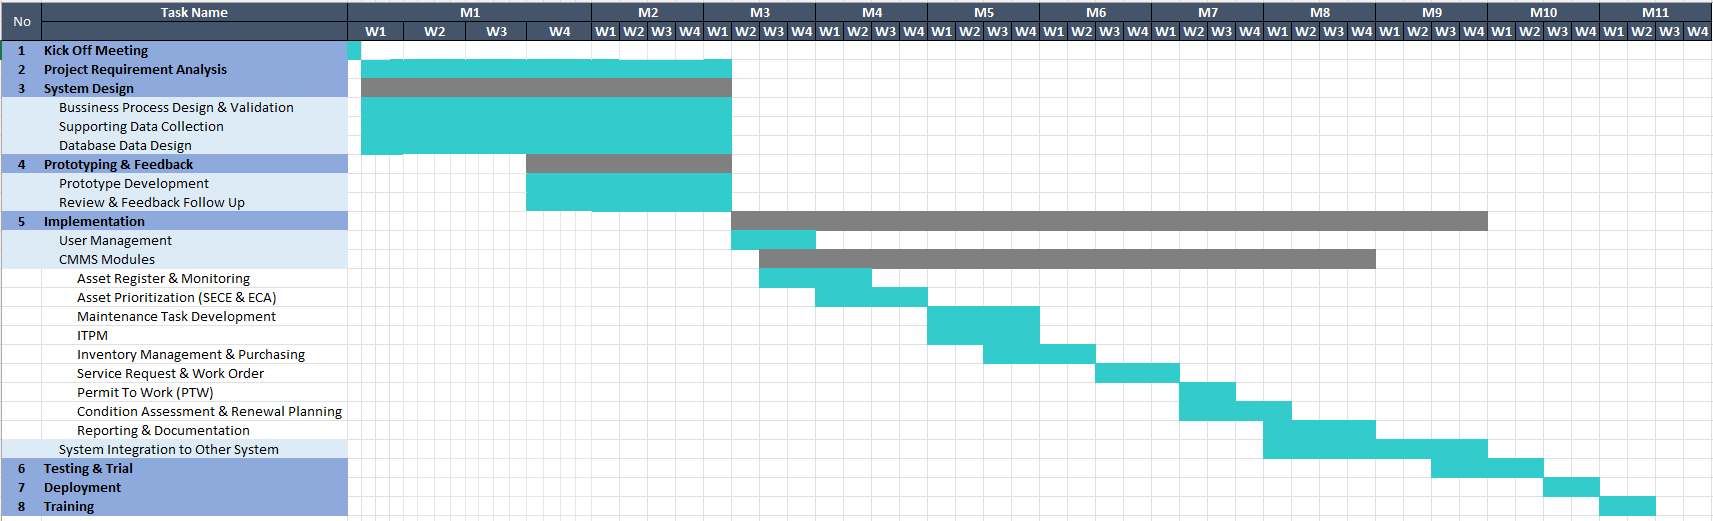 No Task Name M1 M2 M3 M4 M5 M6 M7 M8 M9 M10 M11
W1 W2 W3 W4 W1 W2 W3 W4 W1 W2 W3 W4 W1 W2 W3 W4 W1 W2 W3 W4 W1 W2 W3 W4 W1 W2 W3 W4 W1 W2 W3 W4 W1 W2 W3 W4 W1 W2 W3 W4 W1 W2 W3 W4
1 Kick Off Meeting
2 Project Requirement Analysis
3 System Design
Bussiness Process Design & Validation
Supporting Data Collection
Database Data Design
4 Prototyping & Feedback
Prototype Development
Review & Feedback Follow Up
5 Implementation
User Management
CMMS Modules
Asset Register & Monitoring
Asset Prioritization (SECE & ECA)
Maintenance Task Development
ITPM
Inventory Management & Purchasing
Service Request & Work Order
Permit To Work (PTW)
Condition Assessment & Renewal Planning
Reporting & Documentation
System Integration to Other System
6 Testing & Trial
7 Deployment
8 Training